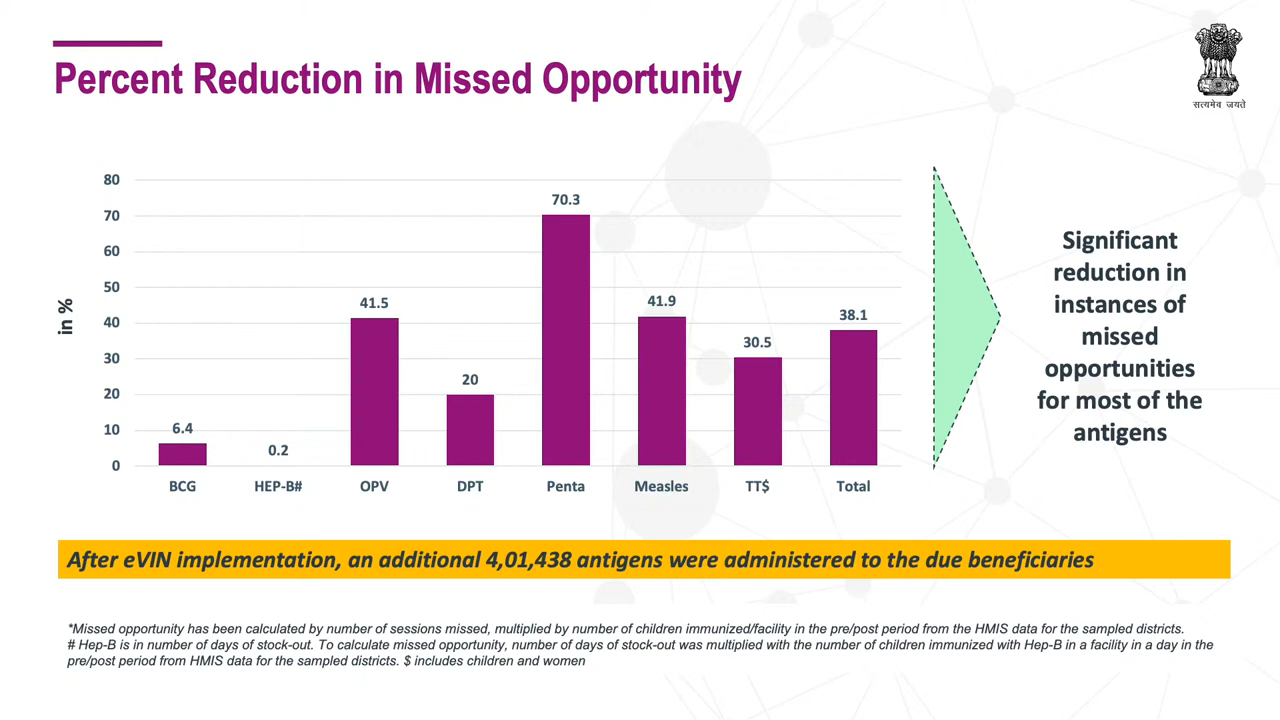 Percent Reduction in Missed Opportunity
सत्यमेव जयते
in %
80
70
60
50
40
30
20
10
0
6.4
0.2
41.5
20
70.3
41.9
30.5
38.1
BCG
HEP-B#
OPV
DPT
Penta
Measles
TT$
Total
Significant
reduction in
instances of
missed
opportunities
for most of the
antigens
After eVIN implementation, an additional 4,01,438 antigens were administered to the due beneficiaries
*Missed opportunity has been calculated by number of sessions missed, multiplied by number of children immunized/facility in the pre/post period from the HMIS data for the sampled districts.
# Hep-B is in number of days of stock-out. To calculate missed opportunity, number of days of stock-out was multiplied with the number of children immunized with Hep-B in a facility in a day in the
pre/post period from HMIS data for the sampled districts. $ includes children and women